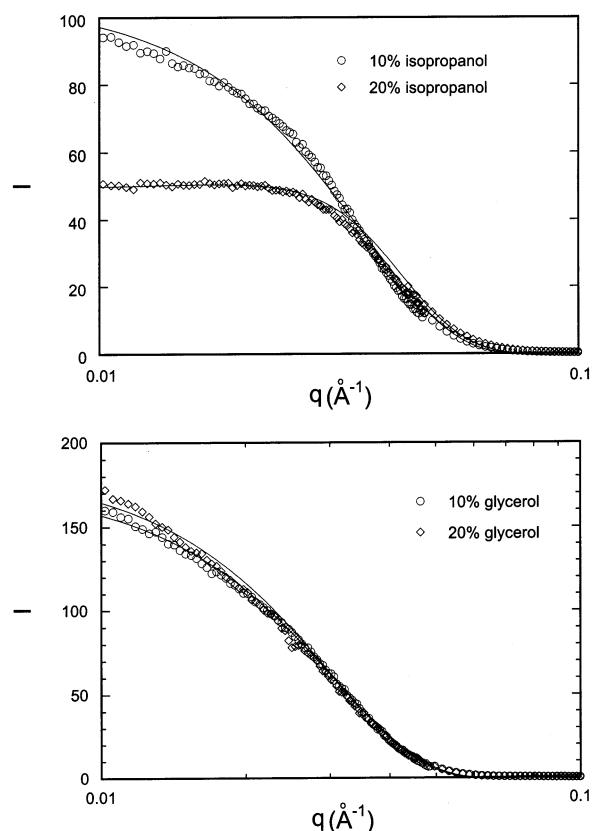 100
80
60
40
20
0
I
10% isopropanol
20% isopropanol
0.01
0.1
q (Å-1)
200
150
100
50
0
I
10% glycerol
20% glycerol
0.01
0.1
q (Å-1)